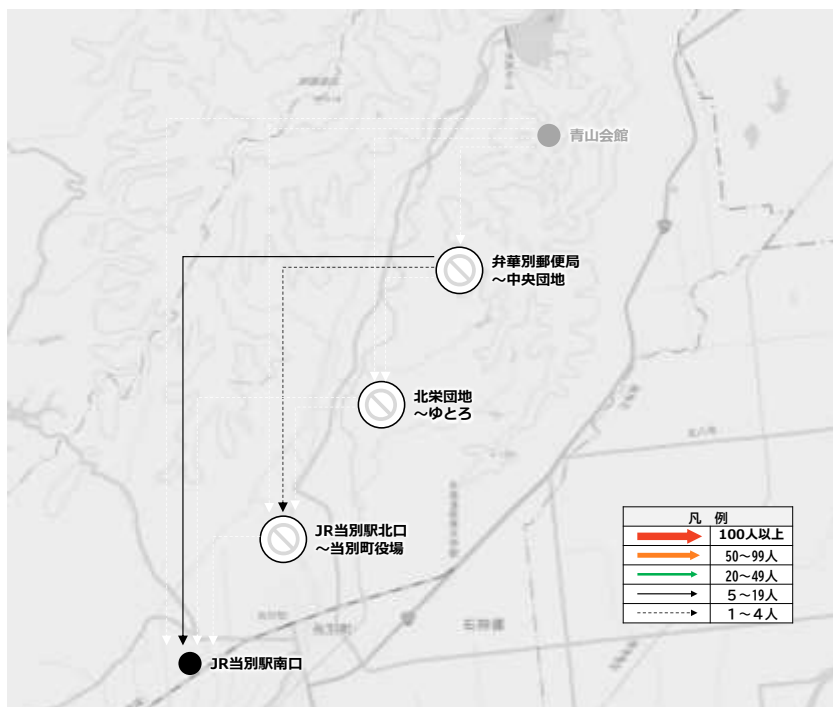 青山会館
弁華別郵便局
～中央団地
北栄団地
～ゆとろ
JR当別駅北口
～当別町役場
JR当別駅南口
凡 例
100人以上
50～99人
20～49人
５～19人
１～４人